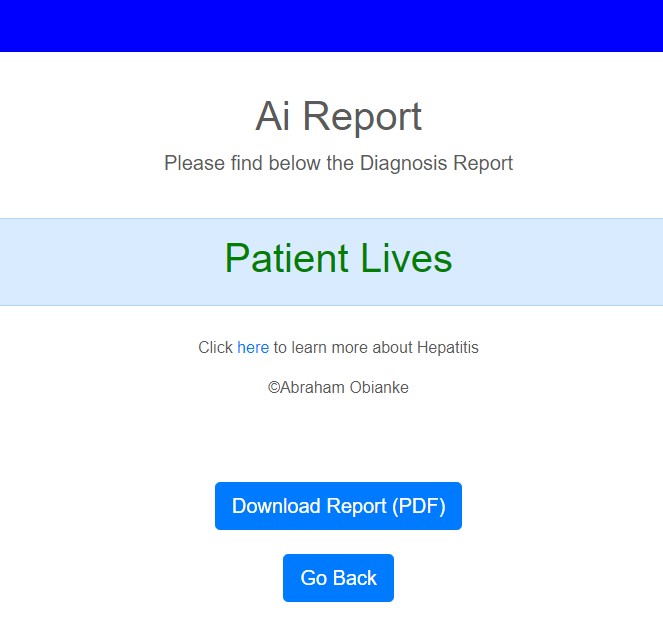 Ai Report
Please find below the Diagnosis Report
Patient Lives
Click here to learn more about Hepatitis
©Abraham Obianke
Download Report (PDF)
Go Back